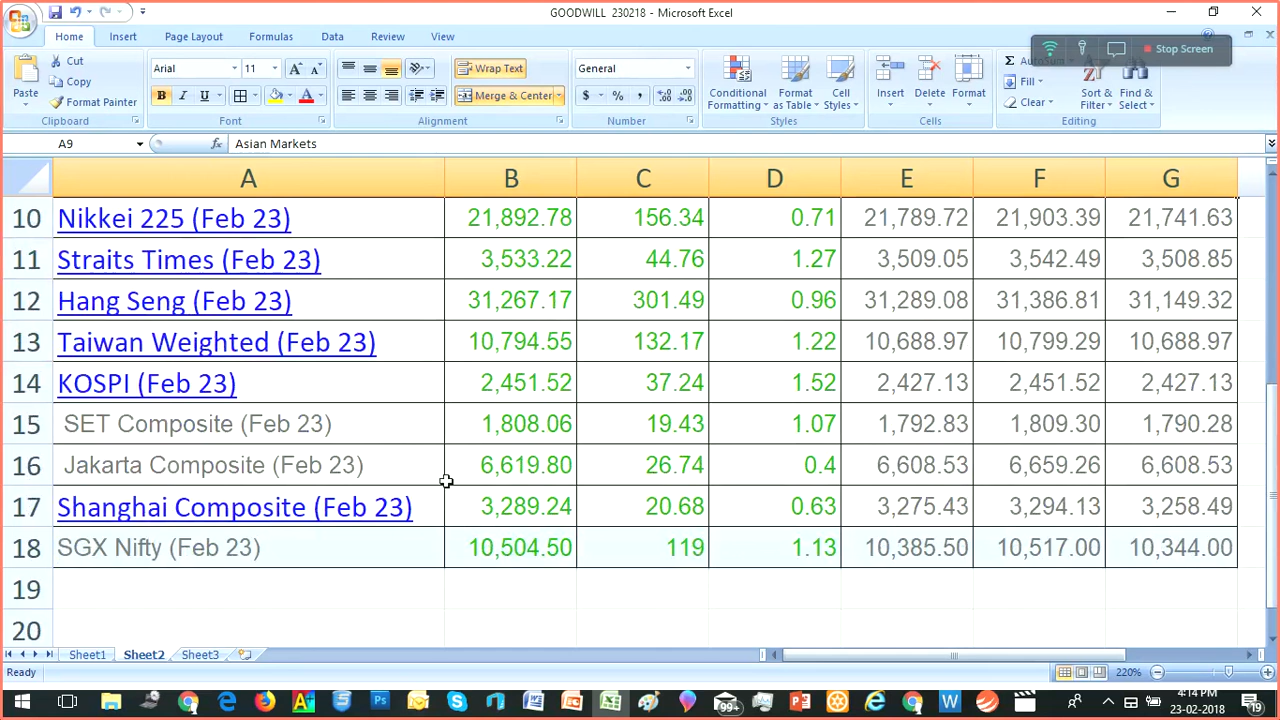 GOODWILL 230218 - Microsoft Excel
Home Insert Page Layout Formulas Data Review View
Stop Screen
Paste
Cut
Copy
Format Painter
Clipboard
Arial 11
B I U
Font
Wrap Text
Merge & Center
Alignment
General
$ % ,
Number
Conditional Formatting
Format as Table
Cell Styles
Styles
Insert Delete Format
Cells
AutoSum
Fill
Clear
Sort & Filter
Find & Select
Editing
A9 fx Asian Markets
A B C D E F G
10 Nikkei 225 (Feb 23) 21,892.78 156.34 0.71 21,789.72 21,903.39 21,741.63
11 Straits Times (Feb 23) 3,533.22 44.76 1.27 3,509.05 3,542.49 3,508.85
12 Hang Seng (Feb 23) 31,267.17 301.49 0.96 31,289.08 31,386.81 31,149.32
13 Taiwan Weighted (Feb 23) 10,794.55 132.17 1.22 10,688.97 10,799.29 10,688.97
14 KOSPI (Feb 23) 2,451.52 37.24 1.52 2,427.13 2,451.52 2,427.13
15 SET Composite (Feb 23) 1,808.06 19.43 1.07 1,792.83 1,809.30 1,790.28
16 Jakarta Composite (Feb 23) 6,619.80 26.74 0.4 6,608.53 6,659.26 6,608.53
17 Shanghai Composite (Feb 23) 3,289.24 20.68 0.63 3,275.43 3,294.13 3,258.49
18 SGX Nifty (Feb 23) 10,504.50 119 1.13 10,385.50 10,517.00 10,344.00
19
20
Sheet1 Sheet2 Sheet3
Ready 220%
99+
4:14 PM
23-02-2018
19